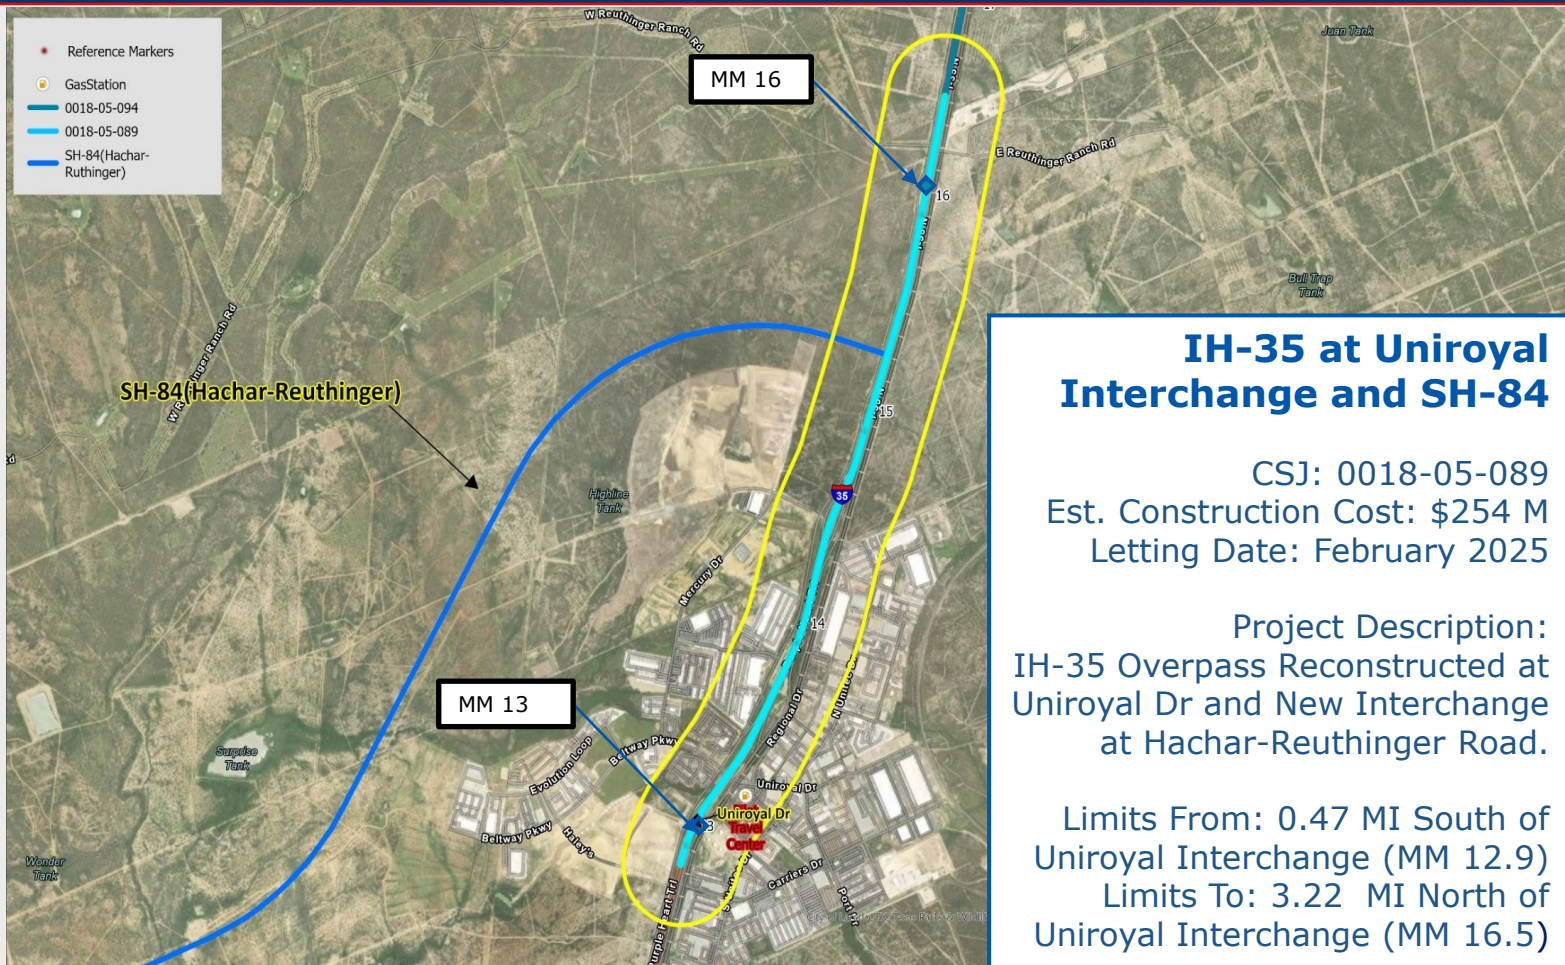 Reference Markers
GasStation
0018-05-094
0018-05-089
SH-84(Hachar-
Ruthinger)
W Reuthinger Ranch Rd
MM 16
Juan Tank
E Reuthinger Ranch Rd
16
Bull Trop
Tank
SH-84(Hachar-Reuthinger)
15
35
Highline
Tank
Mercury Dr
14
MM 13
Regional Dr
Surprise
Tank
Evolution Loop
Beltway Pkwy
Uniroyal Dr
Uniroyal Dr
Travel
Center
Beltway Pkwy
Haley's
Carriers Dr
Wonder
Tank
IH-35 at Uniroyal
Interchange and SH-84
CSJ: 0018-05-089
Est. Construction Cost: $254 M
Letting Date: February 2025
Project Description:
IH-35 Overpass Reconstructed at
Uniroyal Dr and New Interchange
at Hachar-Reuthinger Road.
Limits From: 0.47 MI South of
Uniroyal Interchange (MM 12.9)
Limits To: 3.22 MI North of
Uniroyal Interchange (MM 16.5)